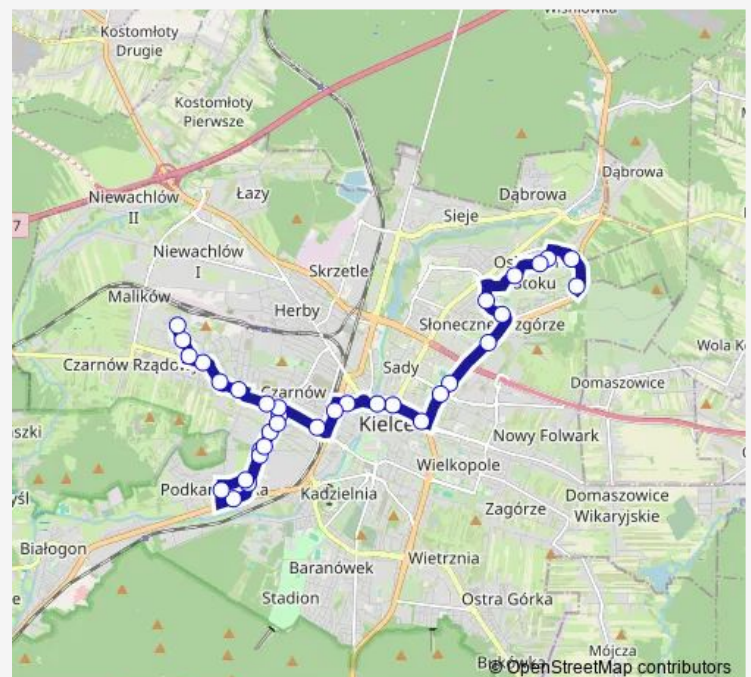 Wiśniówka
Kostomłoty
Drugie
Kostomłoty
Pierwsze
Niewachlów
II
Łazy
Dąbrowa
Dąbrowa
Sieje
7
Niewachlów
I
Skrzetle
Stoku
Malików
Herby
Słoneczne
Czarnów
Sady
Wola
Czarnów
Domaszowice
Kielce
Nowy Folwark
Wielkopole
Kadzielnia
Zagórze
Domaszowice
Wikaryjskie
Białogon
Wietrznia
Baranówek
Stadion
Ostra Górka
Mójcza
© OpenStreetMap contributors